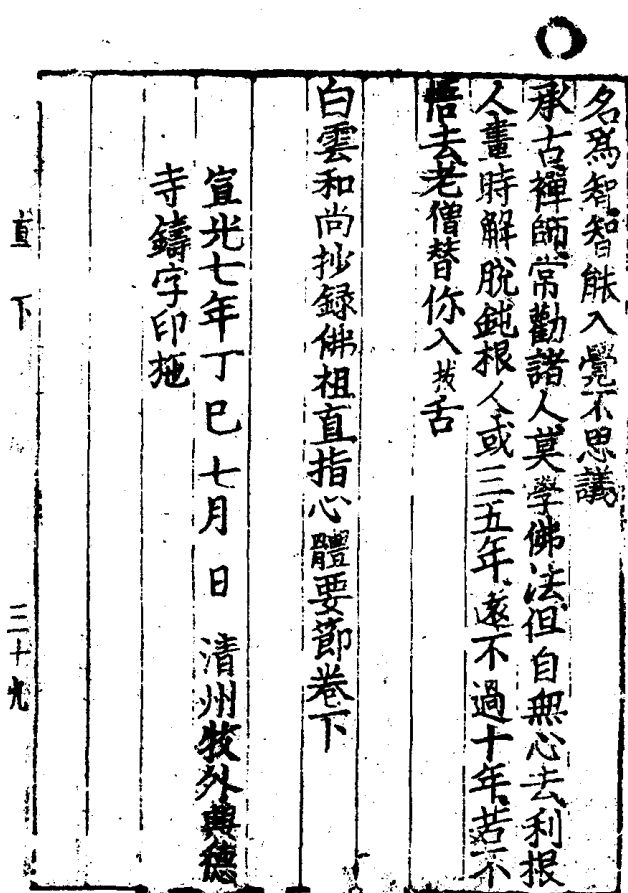 名爲智智能入覺不思議
承古禪師常勸諸人莫學佛法但自無心去利根
人晝時解脫鈍根人或三五年遠不過十年若不
悟去老僧替你入拔舌
白雲和尚抄錄佛祖直指心體要節卷下
宣光七年丁巳七月 日 清州牧外興德
寺鑄字印施
直 下 三十九